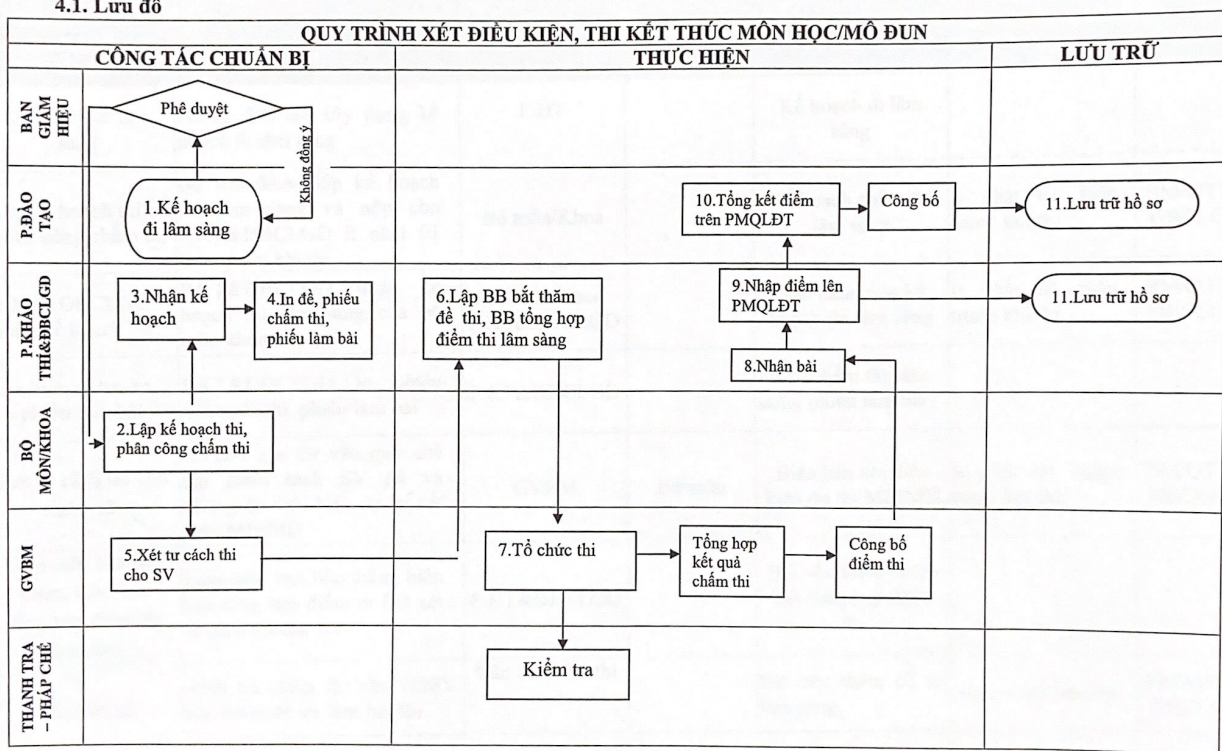 4.1. Lưu đồ
QUY TRÌNH XÉT ĐIỀU KIỆN, THI KẾT THÚC MÔN HỌC/MÔ ĐUN
CÔNG TÁC CHUẨN BỊ
THỰC HIỆN
LƯU TRỮ
BAN
GIÁM
HIỆU
Phê duyệt
Không đồng ý
P.ĐÀO
TẠO
1.Kế hoạch
đi lâm sàng
10.Tổng kết điểm
trên PMQLĐT
Công bố
11.Lưu trữ hồ sơ
P.KHẢO
THÍ&ĐBCLGD
3.Nhận kế
hoạch
4.In đề, phiếu
chấm thi,
phiếu làm bài
6.Lập BB bắt thăm
đề thi, BB tổng hợp
điểm thi lâm sàng
9.Nhập điểm lên
PMQLĐT
8.Nhận bài
11.Lưu trữ hồ sơ
BỘ
MÔN/KHOA
2.Lập kế hoạch thi,
phân công chấm thi
GVBM
5.Xét tư cách thi
cho SV
7.Tổ chức thi
Tổng hợp
kết quả
chấm thi
Công bố
điểm thi
THANH TRA
– PHÁP CHẾ
Kiểm tra